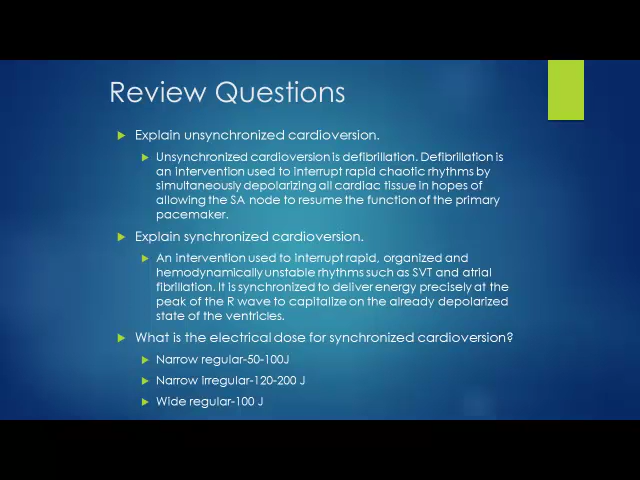 Review Questions
Explain unsynchronized cardioversion.
Unsynchronized cardioversion is defibrillation. Defibrillation is
an intervention used to interrupt rapid chaotic rhythms by
simultaneously depolarizing all cardiac tissue in hopes of
allowing the SA node to resume the function of the primary
pacemaker.
Explain synchronized cardioversion.
An intervention used to interrupt rapid, organized and
hemodynamically unstable rhythms such as SVT and atrial
fibrillation. It is synchronized to deliver energy precisely at the
peak of the R wave to capitalize on the already depolarized
state of the ventricles.
What is the electrical dose for synchronized cardioversion?
Narrow regular-50-100J
Narrow irregular-120-200 J
Wide regular-100 J